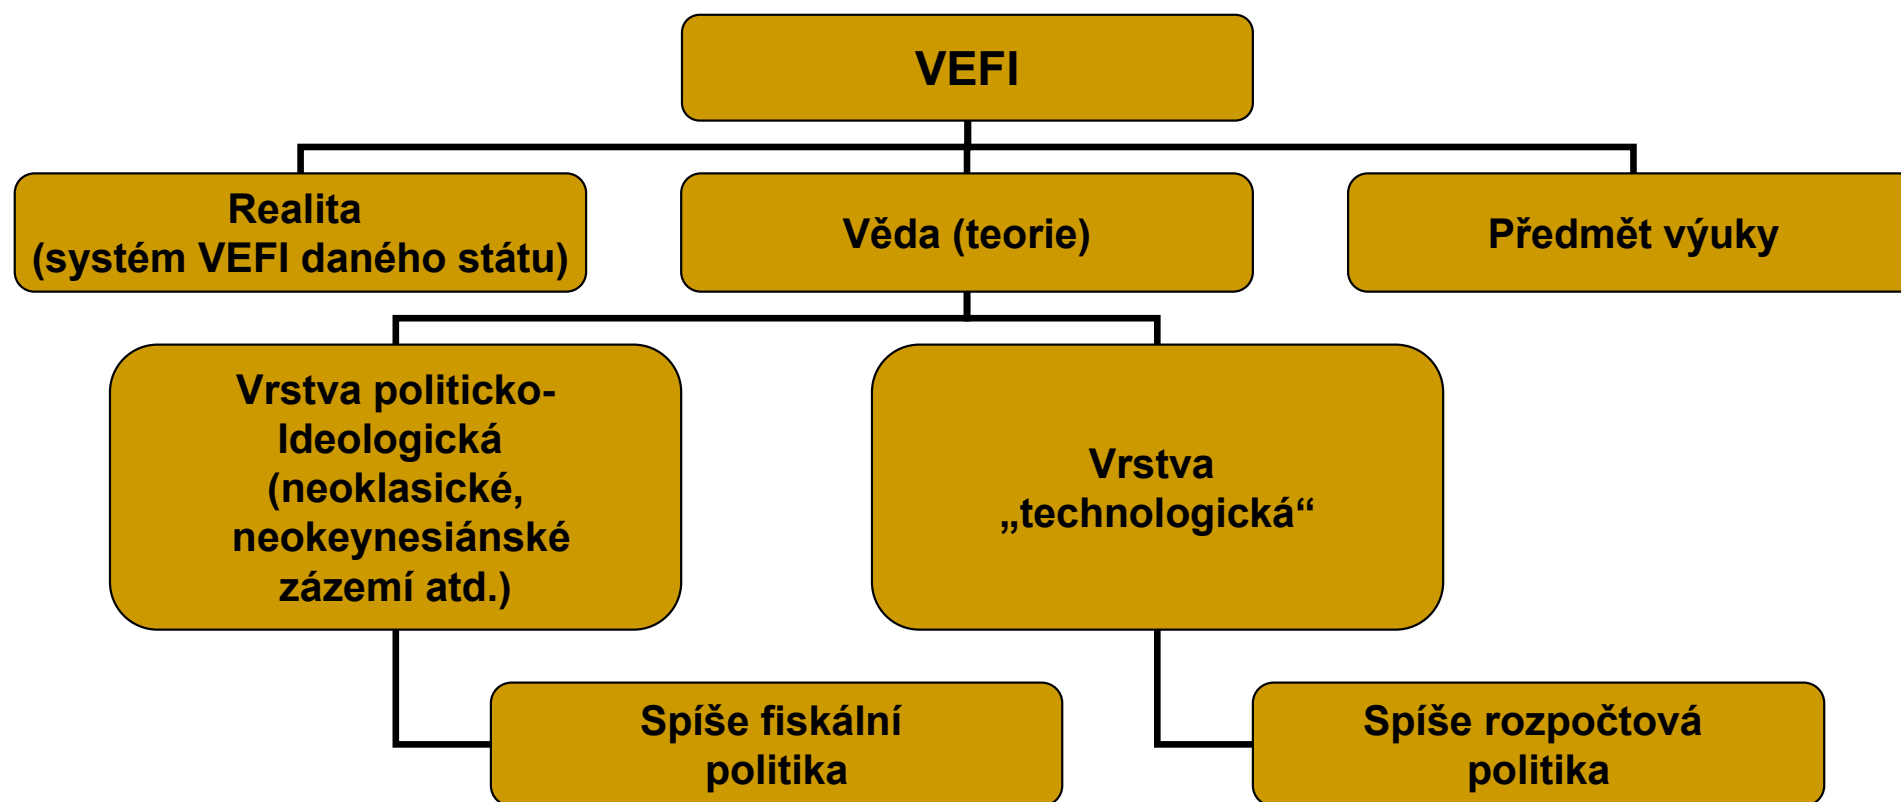 VEFI
Realita
(systém VEFI daného státu)
Věda (teorie)
Předmět výuky
Vrstva politicko-
Ideologická
(neoklasické,
neokeynesiánské
zázemí atd.)
Vrstva
„technologická“
Spíše fiskální
politika
Spíše rozpočtová
politika